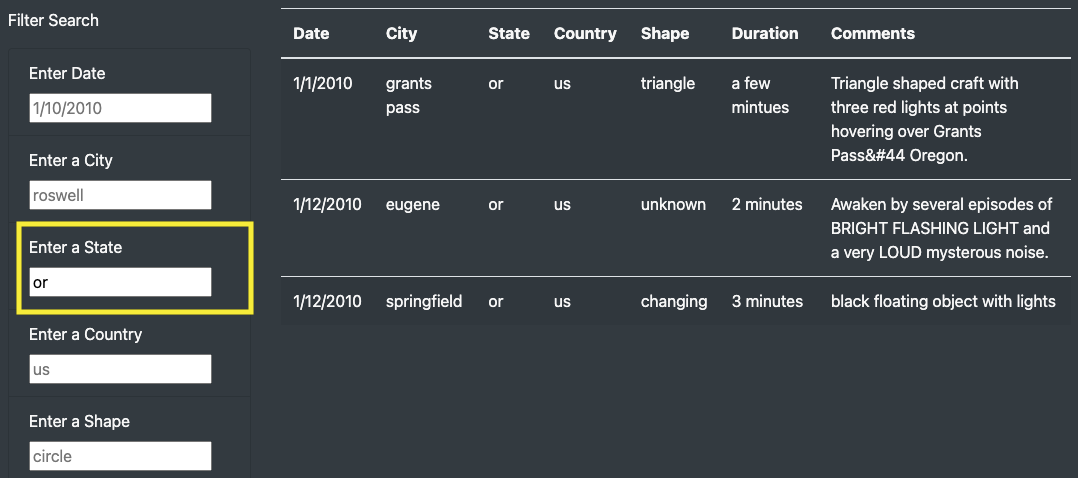 Filter Search
Enter Date
1/10/2010
Enter a City
roswell
Enter a State
or
Enter a Country
us
Enter a Shape
circle
Date City State Country Shape Duration Comments
1/1/2010 grants or us triangle a few Triangle shaped craft with
pass mintues three red lights at points
hovering over Grants
Pass&#44 Oregon.
1/12/2010 eugene or us unknown 2 minutes Awaken by several episodes of
BRIGHT FLASHING LIGHT and
a very LOUD mysterous noise.
1/12/2010 springfield or us changing 3 minutes black floating object with lights